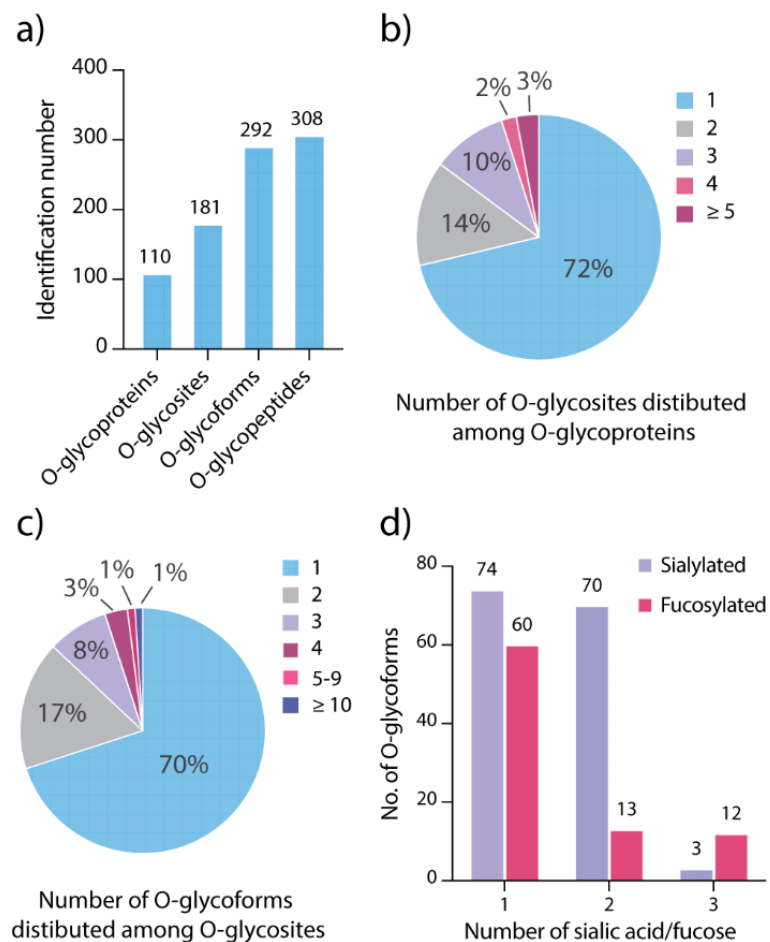 a)
Identification number
400
300
200
100
0
110
181
292
308
O-glycoproteins
O-glycosites
O-glycoforms
O-glycopeptides
b)
2%
3%
10%
14%
72%
1
2
3
4
≥ 5
Number of O-glycosites distibuted
among O-glycoproteins
c)
3%
1%
1%
8%
17%
70%
1
2
3
4
5-9
≥ 10
Number of O-glycoforms
distibuted among O-glycosites
d)
No. of O-glycoforms
80
60
40
20
0
74
60
70
13
3
12
Sialylated
Fucosylated
1
2
3
Number of sialic acid/fucose